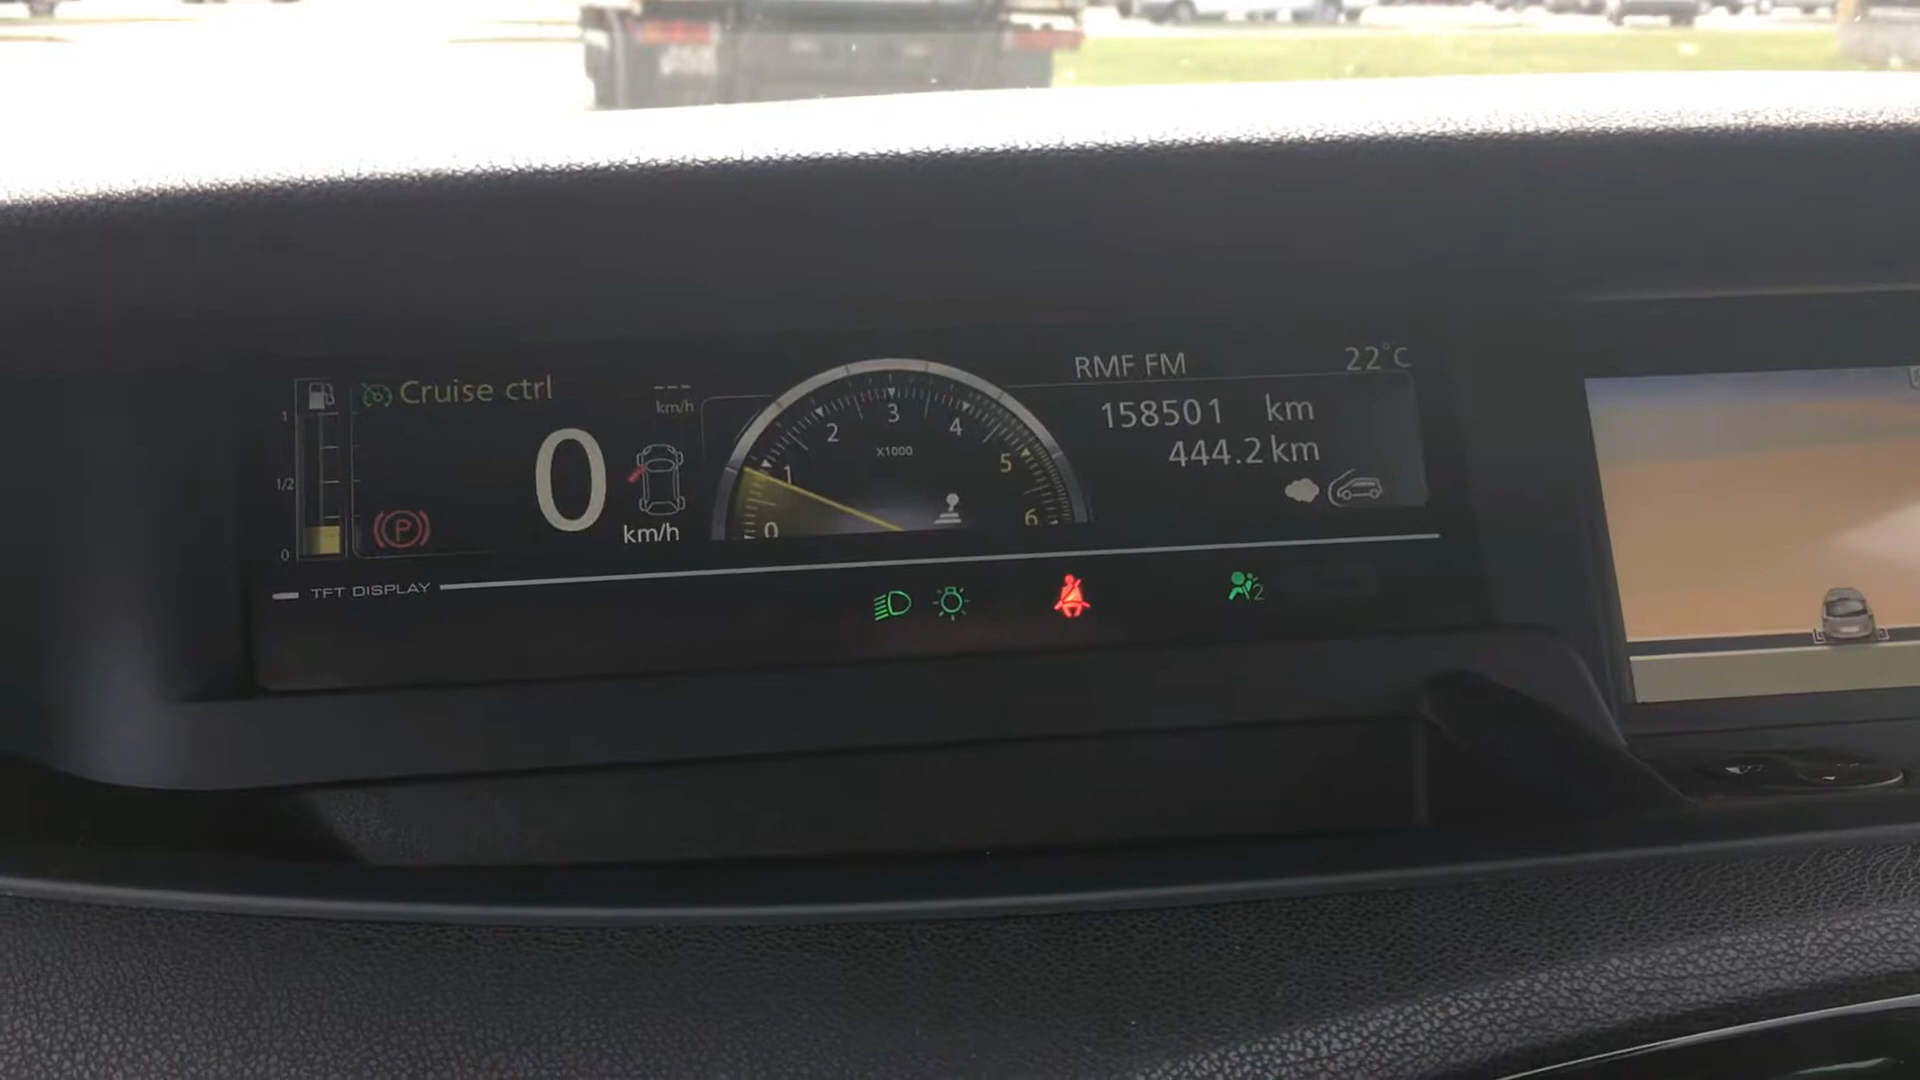 Cruise ctrl
---
km/h
RMF FM
22°C
158501 km
444.2 km
1
1/2
0
P
0
km/h
0
1
2
3
4
5
6
X1000
TFT DISPLAY
2